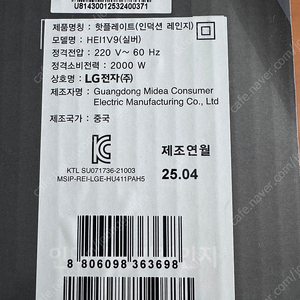 U81430012532400371
제품명칭 : 핫플레이트(인덕션 레인지)
모델명 : HEI1V9(실버)
정격전압 : 220 V~ 60 Hz
정격소비전력 : 2000 W
상호명 : LG전자(주)
제조자명 : Guangdong Midea Consumer
Electric Manufacturing Co., Ltd
제조국가 : 중국
KTL SU071736-21003
MSIP-REI-LGE-HU411PAH5
제조연월
25.04
8 806098 363698